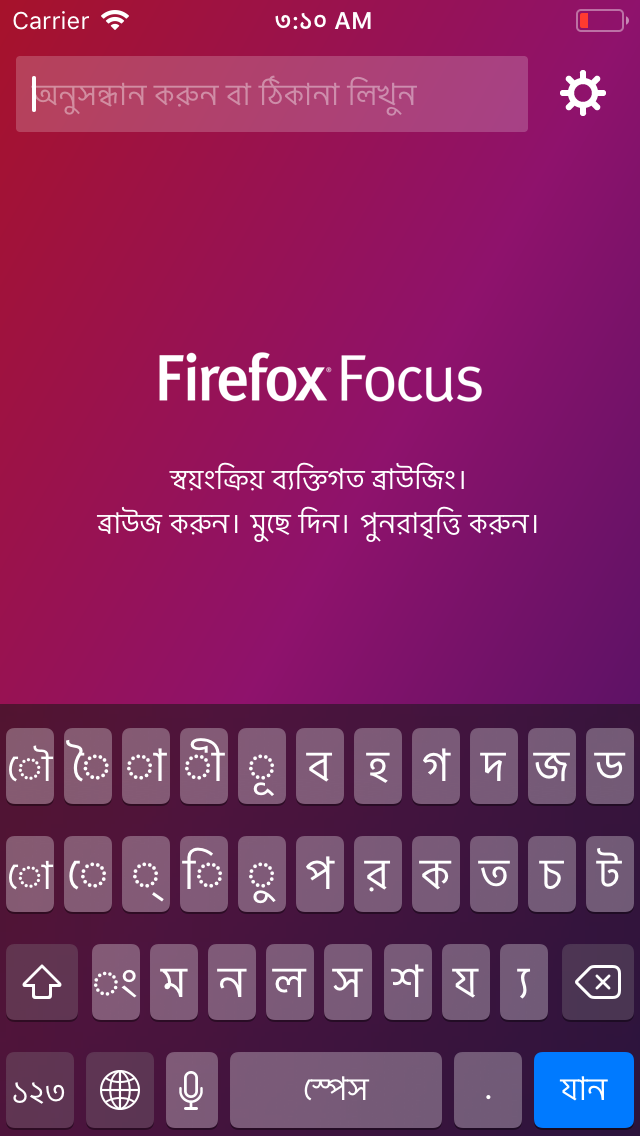 Carrier ৩:১০ AM
অনুসন্ধান করুন বা ঠিকানা লিখুন
Firefox® Focus
স্বয়ংক্রিয় ব্যক্তিগত ব্রাউজিং।
ব্রাউজ করুন। মুছে দিন। পুনরাবৃত্তি করুন।
ৌ ৈ া ী ূ ব হ গ দ জ ড
ো ে ্ ি ু প র ক ত চ ট
ং ম ন ল স শ য ্য
১২৩ স্পেস . যান